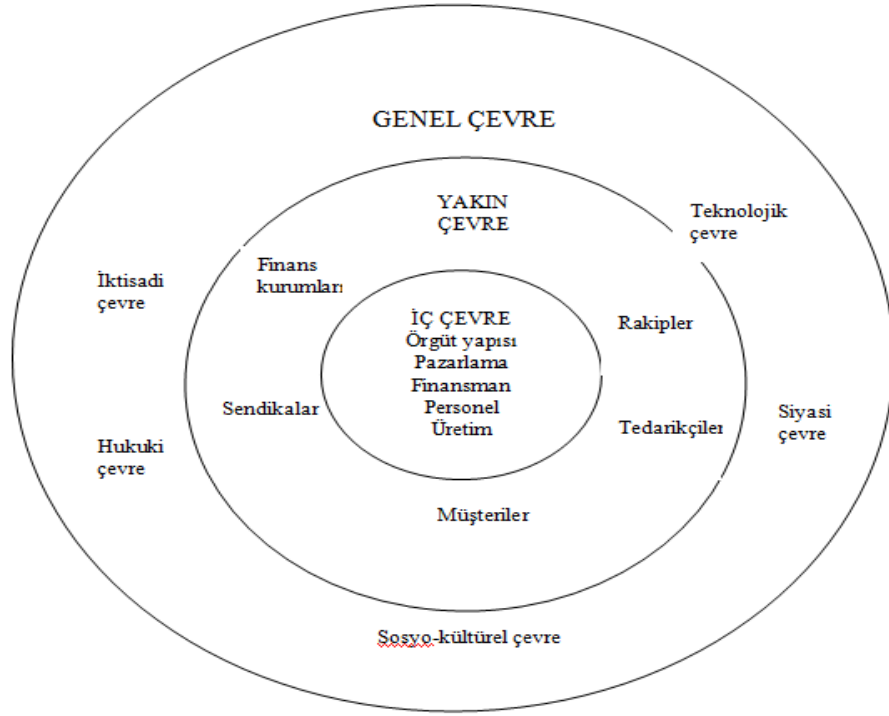 GENEL ÇEVRE
YAKIN
ÇEVRE
Teknolojik
çevre
Finans
kurumları
İktisadi
çevre
İÇ ÇEVRE
Örgüt yapısı
Pazarlama
Finansman
Personel
Üretim
Rakipler
Sendikalar
Tedarikçiler
Siyasi
çevre
Hukuki
çevre
Müşteriler
Sosyo-kültürel çevre